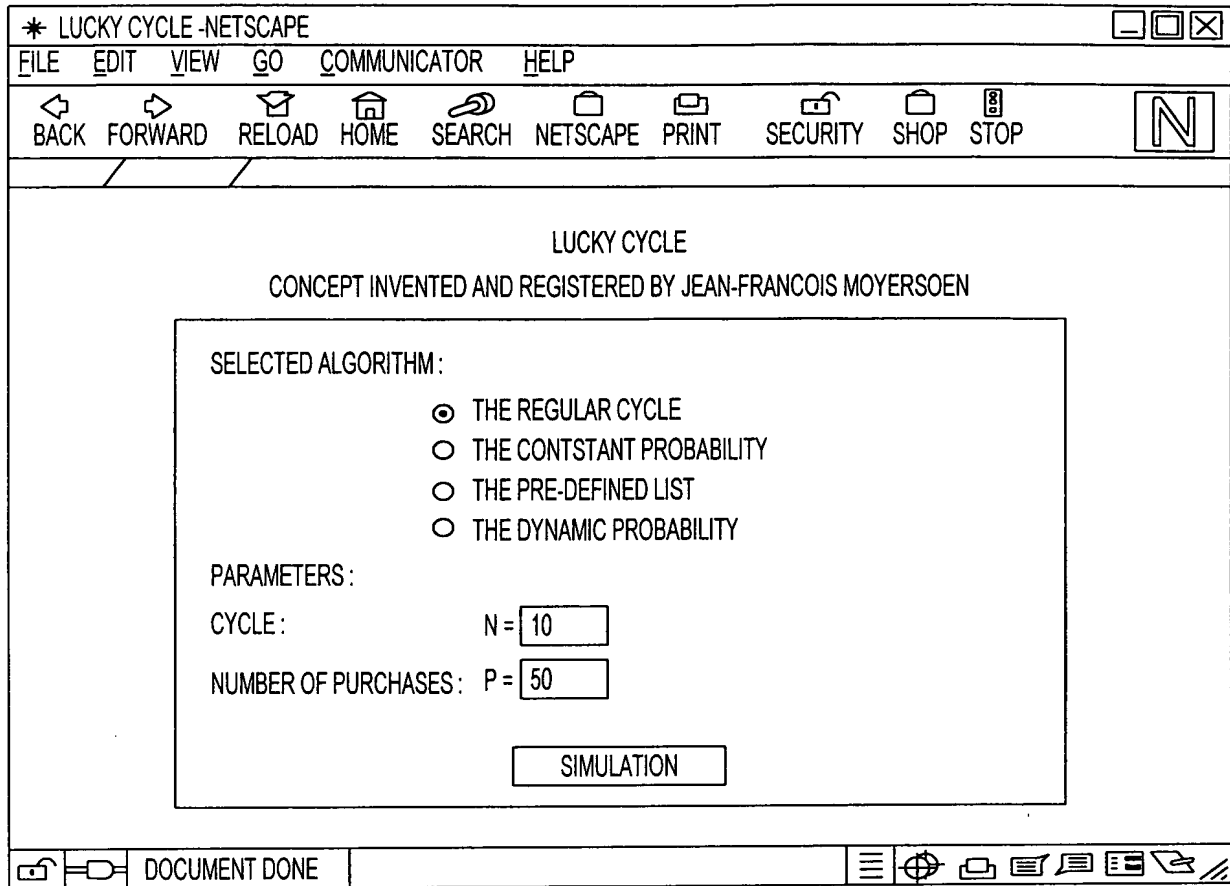 LUCKY CYCLE -NETSCAPE
FILE EDIT VIEW GO COMMUNICATOR HELP
BACK FORWARD RELOAD HOME SEARCH NETSCAPE PRINT SECURITY SHOP STOP
N
LUCKY CYCLE
CONCEPT INVENTED AND REGISTERED BY JEAN-FRANCOIS MOYERSOEN
SELECTED ALGORITHM :
THE REGULAR CYCLE
THE CONTSTANT PROBABILITY
THE PRE-DEFINED LIST
THE DYNAMIC PROBABILITY
PARAMETERS :
CYCLE : N = 10
NUMBER OF PURCHASES : P = 50
SIMULATION
DOCUMENT DONE